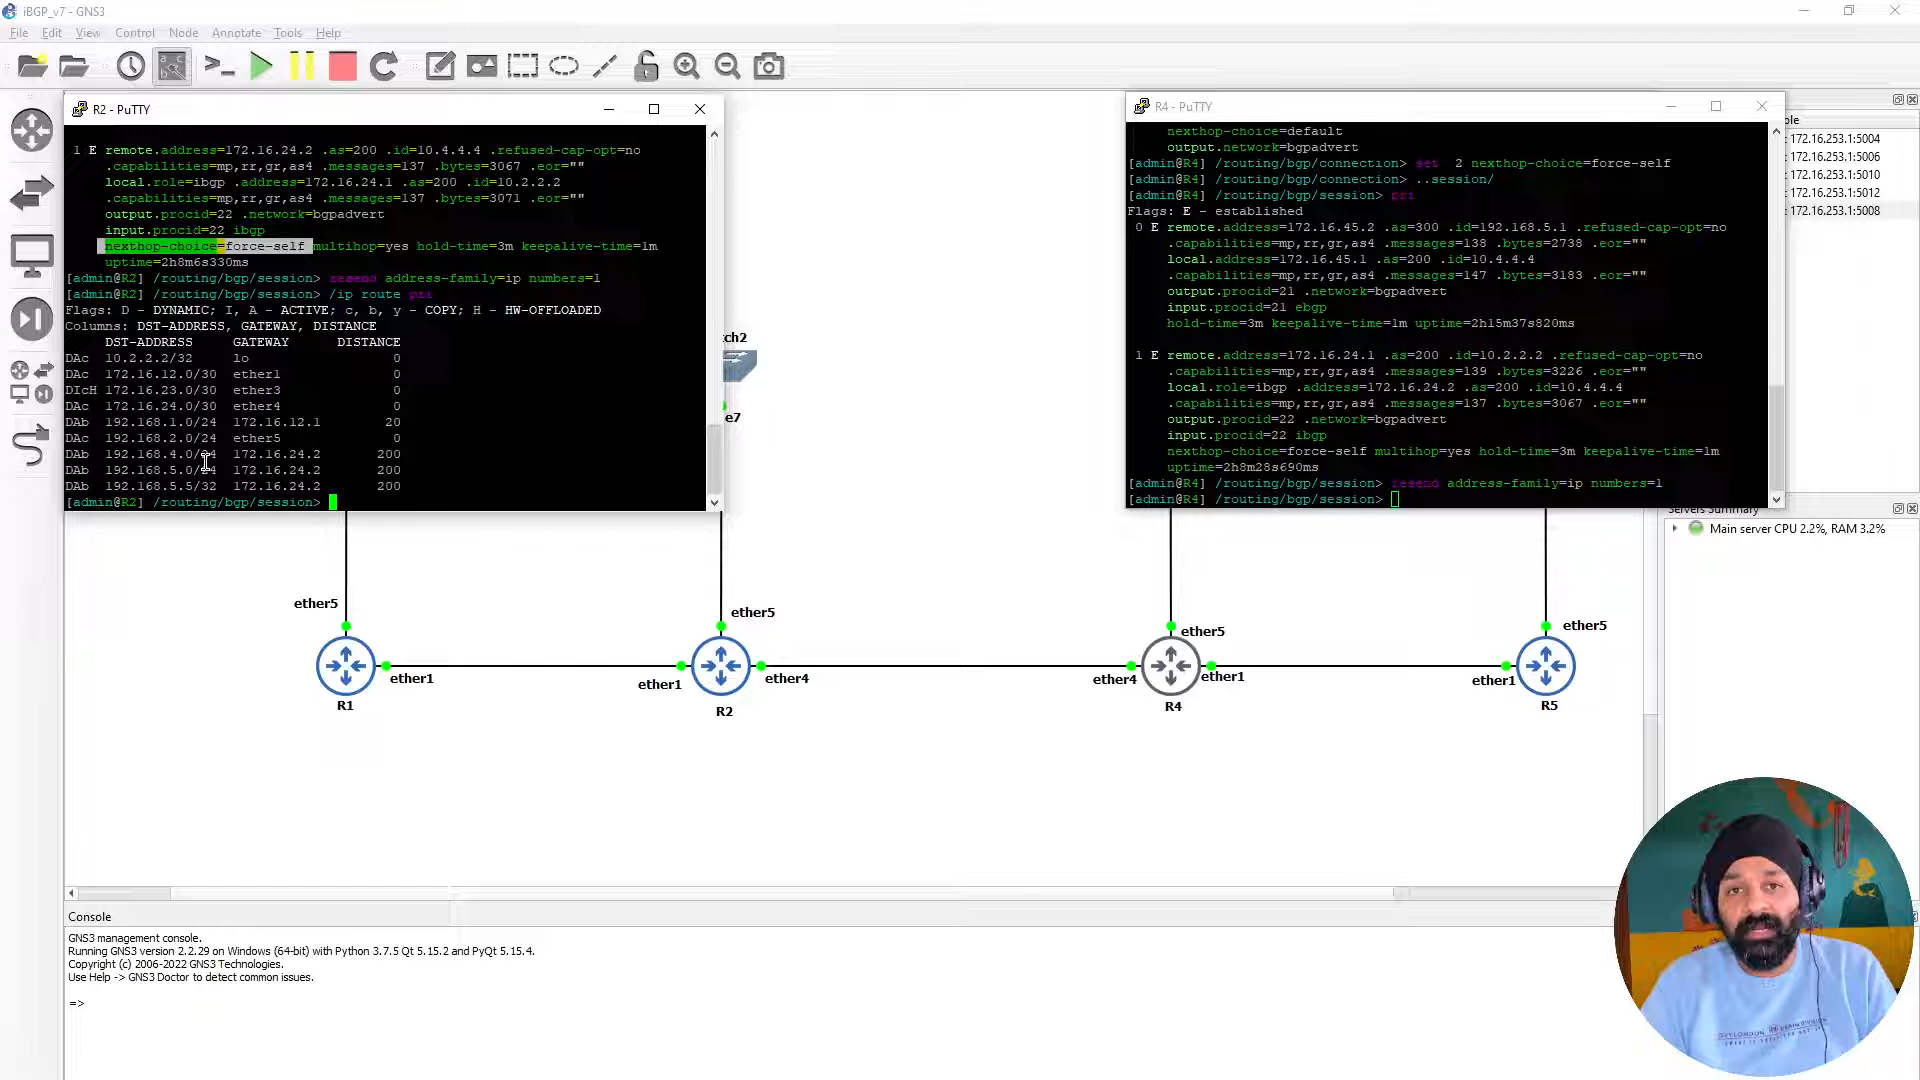 iBGP_v7 - GNS3
File Edit View Control Node Annotate Tools Help
R2 - PuTTY
1 E remote.address=172.16.24.2 .as=200 .id=10.4.4.4 .refused-cap-opt=no
.capabilities=mp,rr,gr,as4 .messages=137 .bytes=3067 .eor=""
local.role=ibgp .address=172.16.24.1 .as=200 .id=10.2.2.2
.capabilities=mp,rr,gr,as4 .messages=137 .bytes=3071 .eor=""
output.procid=22 .network=bgpadvert
input.procid=22 ibgp
nexthop-choice=force-self multihop=yes hold-time=3m keepalive-time=1m
uptime=2h8m6s330ms
[admin@R2] /routing/bgp/session> resend address-family=ip numbers=1
[admin@R2] /routing/bgp/session> /ip route pri
Flags: D - DYNAMIC; I, A - ACTIVE; c, b, y - COPY; H - HW-OFFLOADED
Columns: DST-ADDRESS, GATEWAY, DISTANCE
DST-ADDRESS GATEWAY DISTANCE
DAc 10.2.2.2/32 lo 0
DAc 172.16.12.0/30 ether1 0
DIcH 172.16.23.0/30 ether3 0
DAc 172.16.24.0/30 ether4 0
DAb 192.168.1.0/24 172.16.12.1 20
DAc 192.168.2.0/24 ether5 0
DAb 192.168.4.0/24 172.16.24.2 200
DAb 192.168.5.0/24 172.16.24.2 200
DAb 192.168.5.5/32 172.16.24.2 200
[admin@R2] /routing/bgp/session>
R4 - PuTTY
nexthop-choice=default
output.network=bgpadvert
[admin@R4] /routing/bgp/connection> set 2 nexthop-choice=force-self
[admin@R4] /routing/bgp/connection> ..session/
[admin@R4] /routing/bgp/session> pri
Flags: E - established
0 E remote.address=172.16.45.2 .as=300 .id=192.168.5.1 .refused-cap-opt=no
.capabilities=mp,rr,gr,as4 .messages=138 .bytes=2738 .eor=""
local.address=172.16.45.1 .as=200 .id=10.4.4.4
.capabilities=mp,rr,gr,as4 .messages=147 .bytes=3183 .eor=""
output.procid=21 .network=bgpadvert
input.procid=21 ebgp
hold-time=3m keepalive-time=1m uptime=2h15m37s820ms
1 E remote.address=172.16.24.1 .as=200 .id=10.2.2.2 .refused-cap-opt=no
.capabilities=mp,rr,gr,as4 .messages=139 .bytes=3226 .eor=""
local.role=ibgp .address=172.16.24.2 .as=200 .id=10.4.4.4
.capabilities=mp,rr,gr,as4 .messages=137 .bytes=3067 .eor=""
output.procid=22 .network=bgpadvert
input.procid=22 ibgp
nexthop-choice=force-self multihop=yes hold-time=3m keepalive-time=1m
uptime=2h8m28s690ms
[admin@R4] /routing/bgp/session> resend address-family=ip numbers=1
[admin@R4] /routing/bgp/session>
ole
172.16.253.1:5004
172.16.253.1:5006
172.16.253.1:5010
172.16.253.1:5012
172.16.253.1:5008
Servers Summary
Main server CPU 2.2%, RAM 3.2%
tch2
e7
ether5
ether5
ether5
ether5
ether1
ether1
ether4
ether4
ether1
ether1
R1
R2
R4
R5
Console
GNS3 management console.
Running GNS3 version 2.2.29 on Windows (64-bit) with Python 3.7.5 Qt 5.15.2 and PyQt 5.15.4.
Copyright (c) 2006-2022 GNS3 Technologies.
Use Help -> GNS3 Doctor to detect common issues.
=>